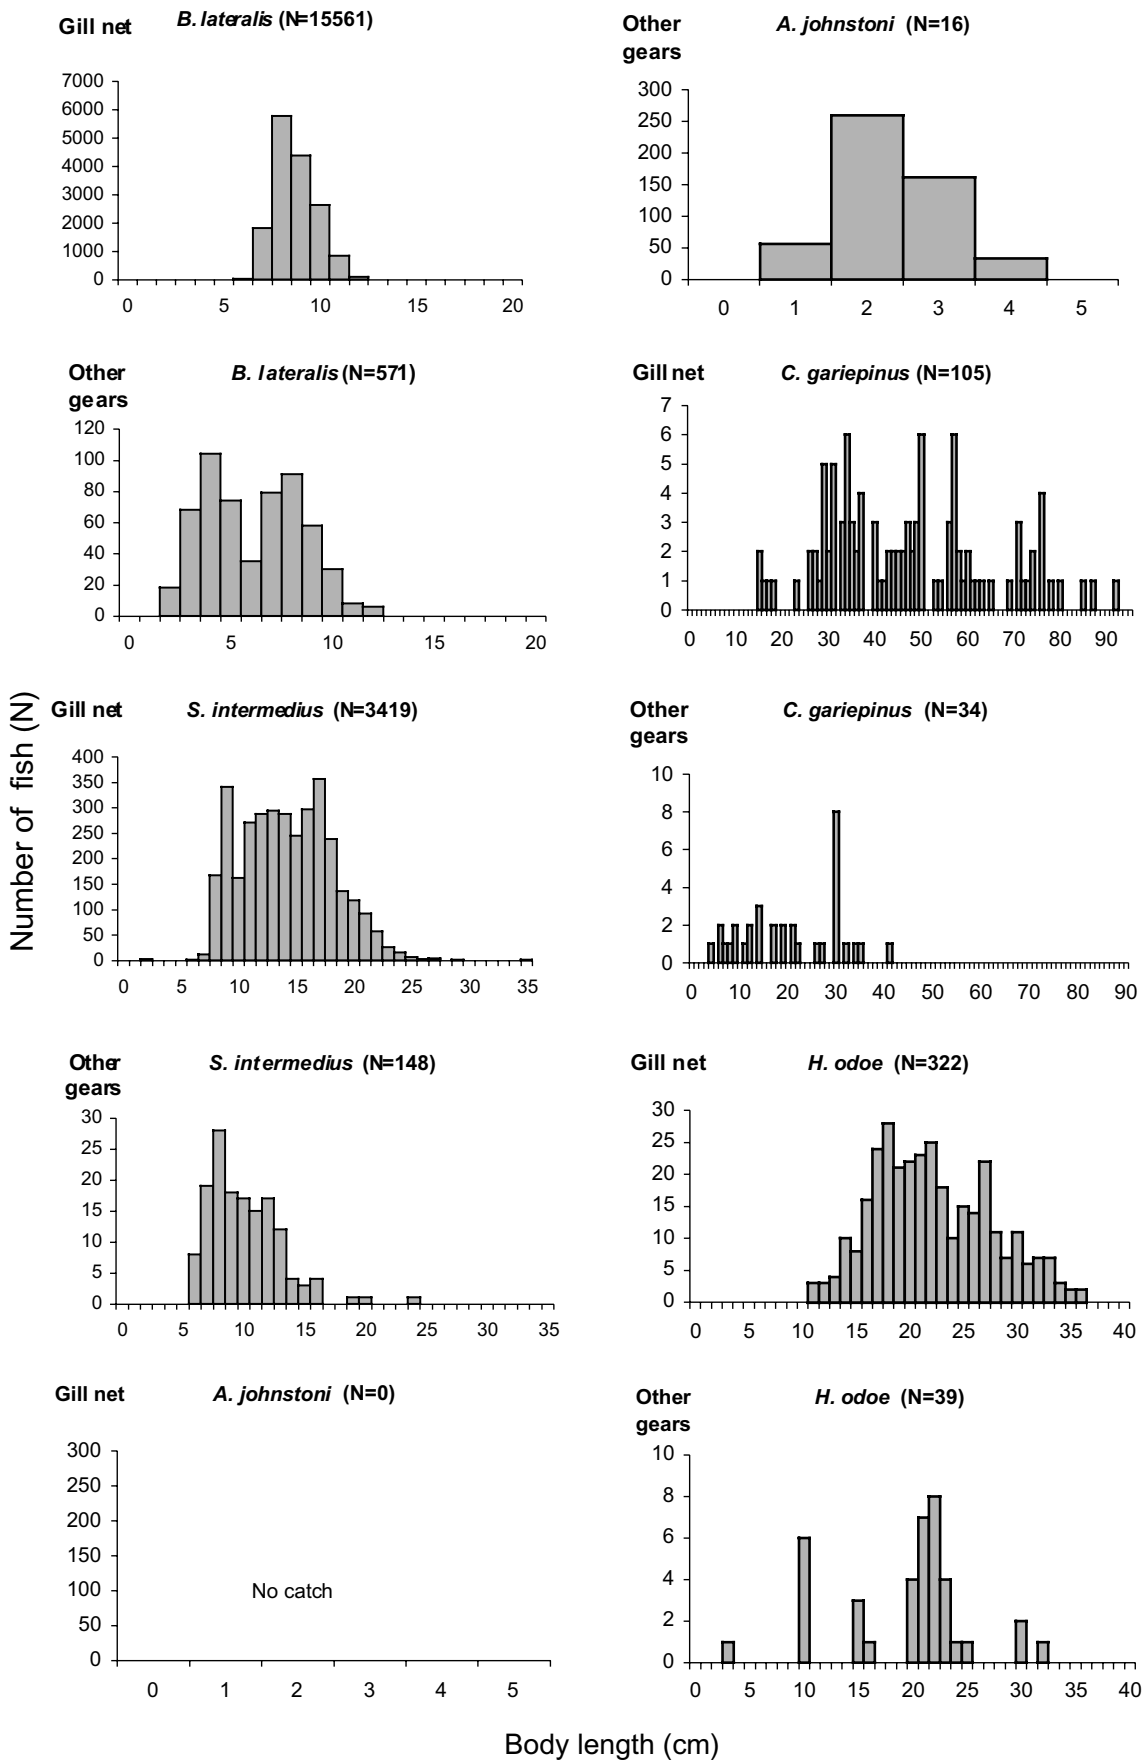 Gill net
B. lateralis (N=15561)
7000
6000
5000
4000
3000
2000
1000
0
0 5 10 15 20
Other
gears
A. johnstoni (N=16)
300
250
200
150
100
50
0
0 1 2 3 4 5
Other
gears
B. lateralis (N=571)
120
100
80
60
40
20
0
0 5 10 15 20
Gill net
C. gariepinus (N=105)
7
6
5
4
3
2
1
0
0 10 20 30 40 50 60 70 80 90
Number of fish (N)
Gill net
S. intermedius (N=3419)
400
350
300
250
200
150
100
50
0
0 5 10 15 20 25 30 35
Other
gears
C. gariepinus (N=34)
10
8
6
4
2
0
0 10 20 30 40 50 60 70 80 90
Other
gears
S. intermedius (N=148)
30
25
20
15
10
5
0
0 5 10 15 20 25 30 35
Gill net
H. odoe (N=322)
30
25
20
15
10
5
0
0 5 10 15 20 25 30 35 40
Gill net
A. johnstoni (N=0)
300
250
200
150
100
50
0
No catch
0 1 2 3 4 5
Other
gears
H. odoe (N=39)
10
8
6
4
2
0
0 5 10 15 20 25 30 35 40
Body length (cm)